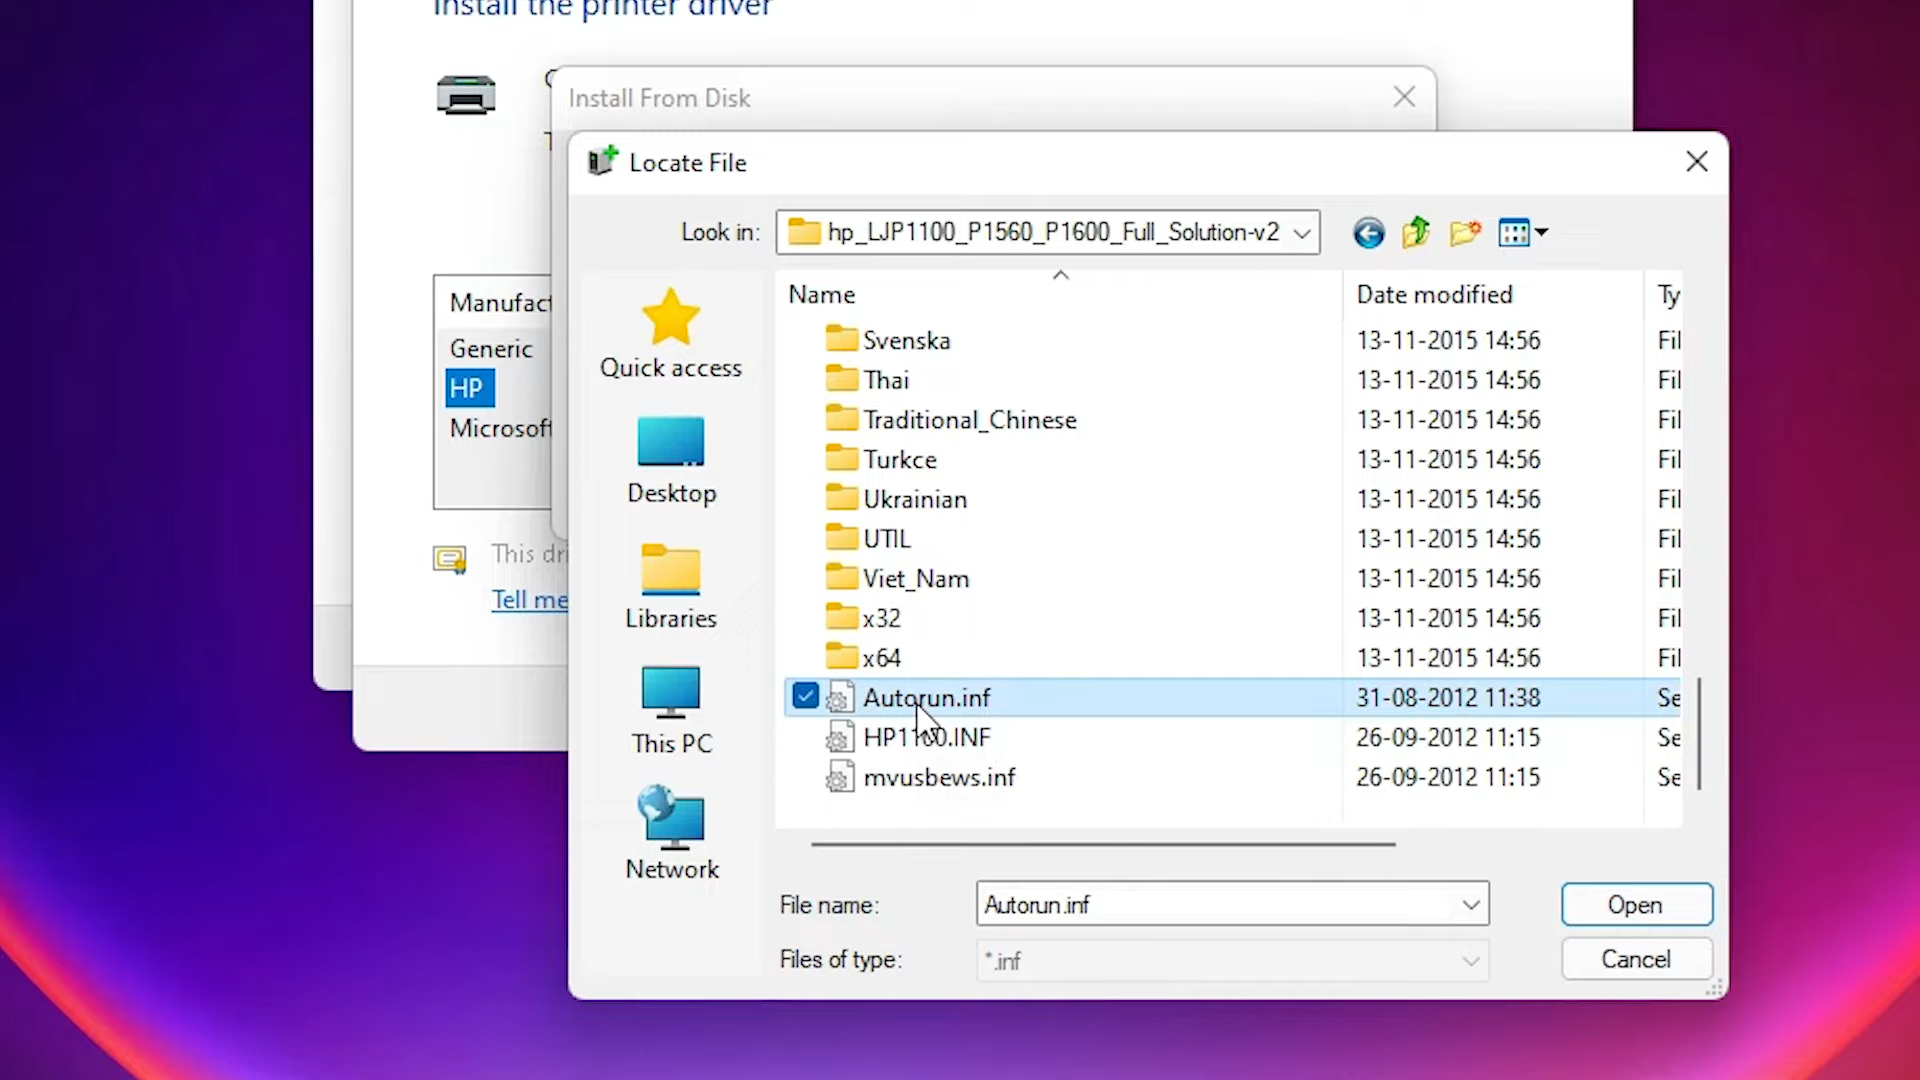 Install the printer driver
Install From Disk
Locate File
Look in:
hp_LJP1100_P1560_P1600_Full_Solution-v2
Name
Date modified
Ty
Svenska
13-11-2015 14:56
Fil
Thai
13-11-2015 14:56
Fil
Traditional_Chinese
13-11-2015 14:56
Fil
Turkce
13-11-2015 14:56
Fil
Ukrainian
13-11-2015 14:56
Fil
UTIL
13-11-2015 14:56
Fil
Viet_Nam
13-11-2015 14:56
Fil
x32
13-11-2015 14:56
Fil
x64
13-11-2015 14:56
Fil
Autorun.inf
31-08-2012 11:38
Se
HP1100.INF
26-09-2012 11:15
Se
mvusbews.inf
26-09-2012 11:15
Se
Quick access
Desktop
Libraries
This PC
Network
Manufact
Generic
HP
Microsoft
This dri
Tell me
File name:
Autorun.inf
Open
Files of type:
*.inf
Cancel